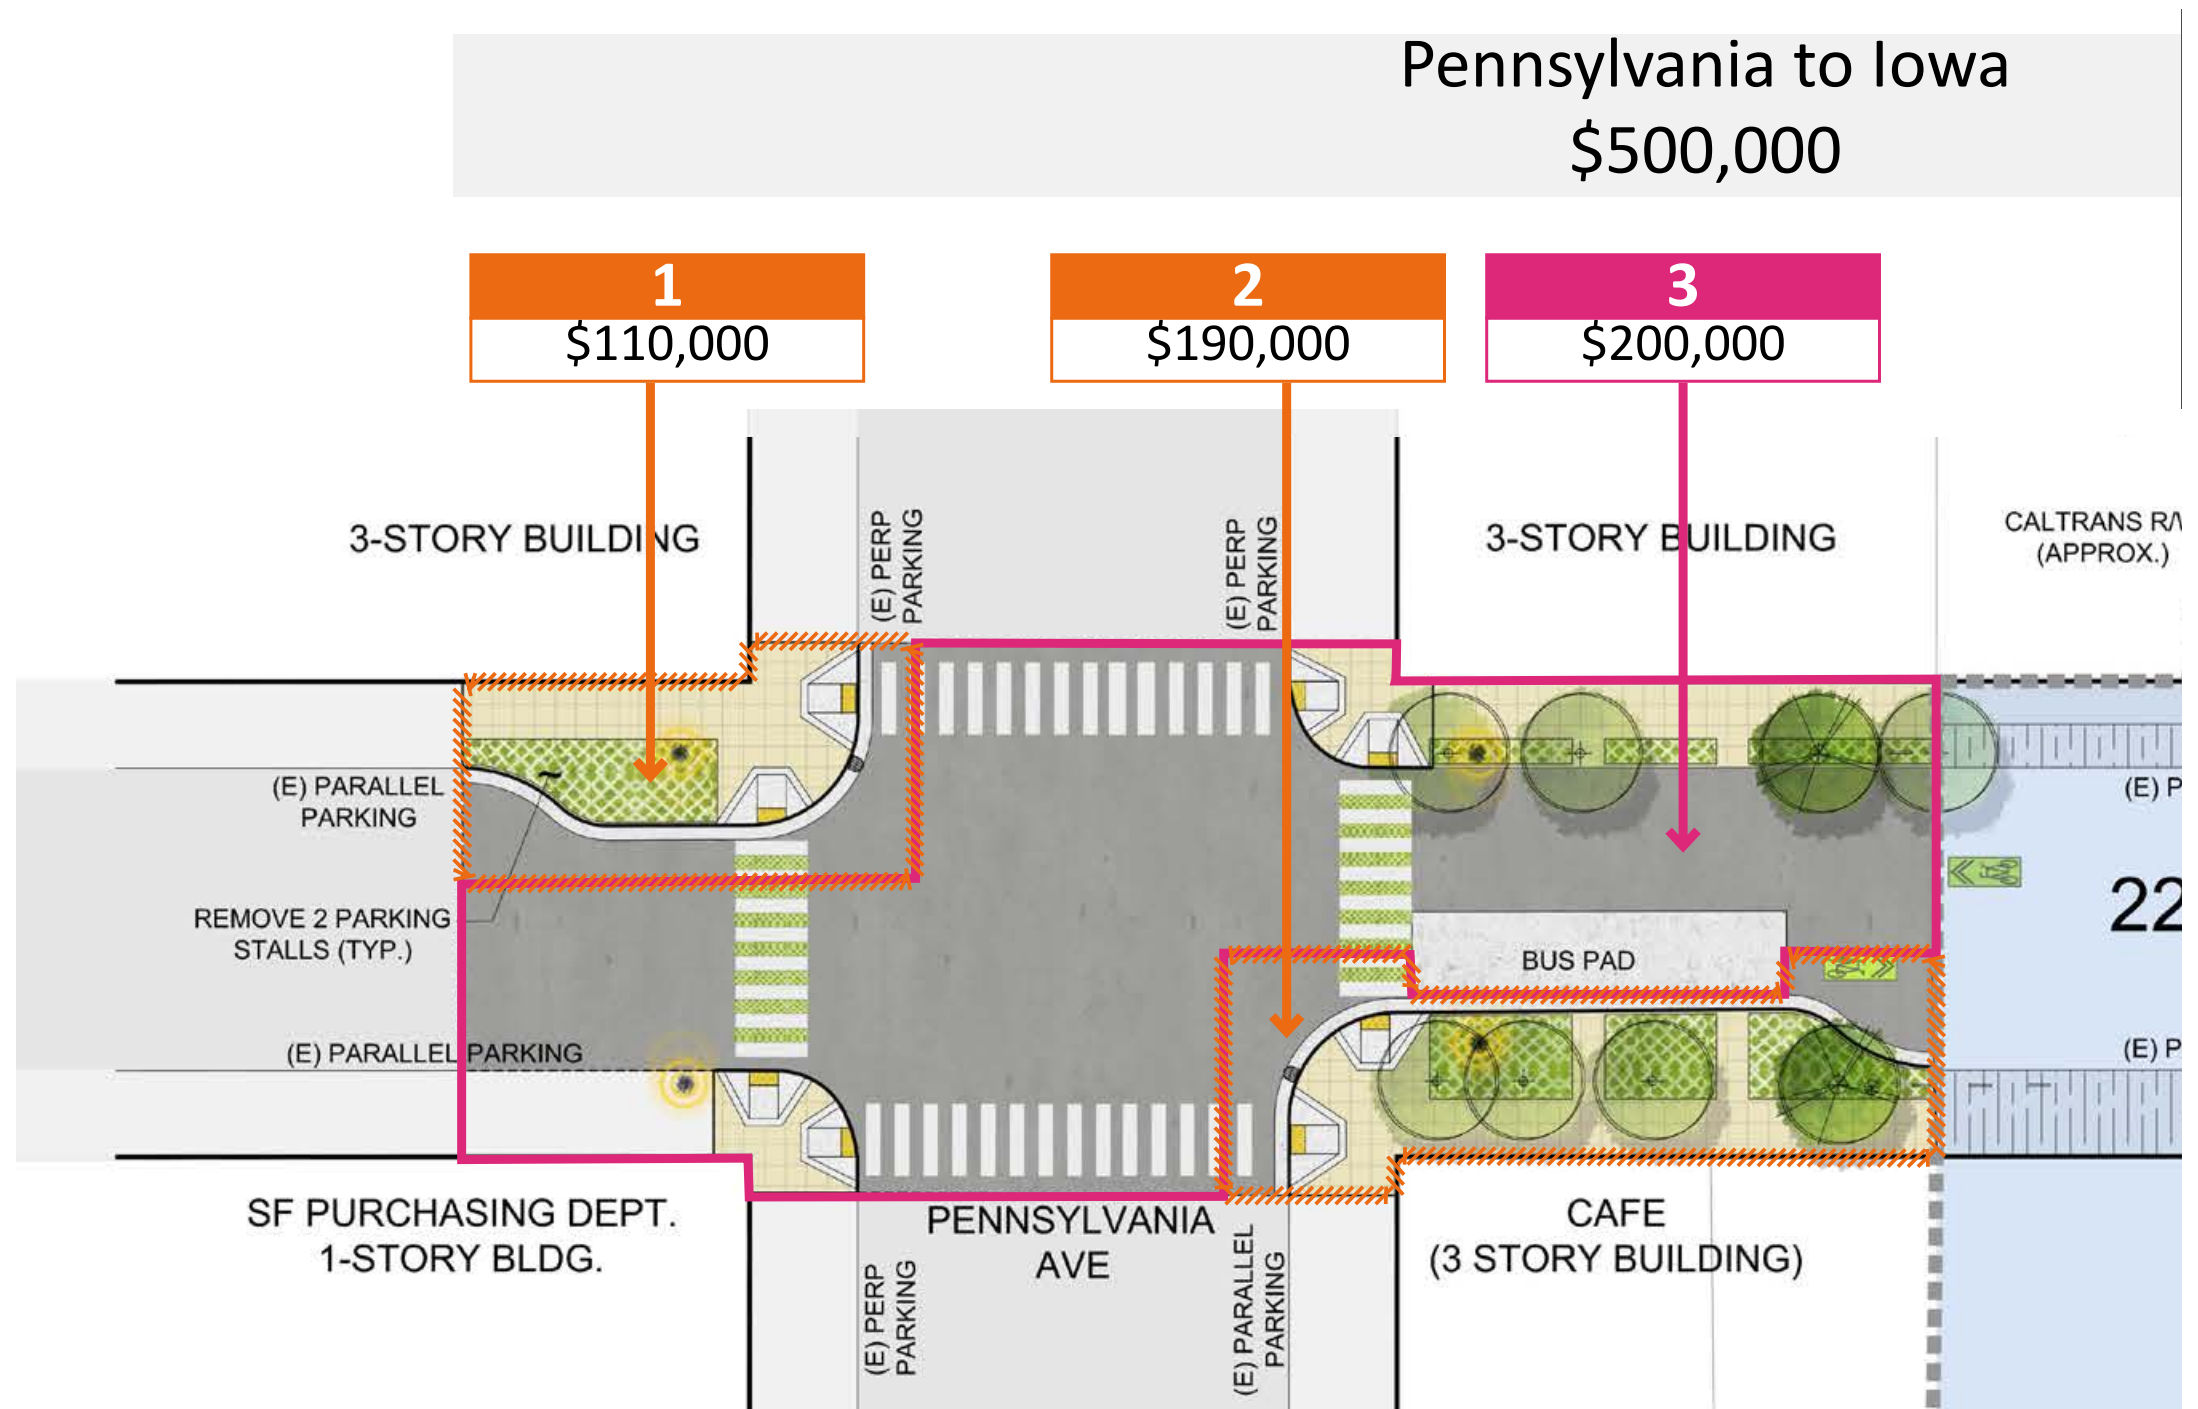 Pennsylvania to Iowa
$500,000
1
$110,000
2
$190,000
3
$200,000
3-STORY BUILDING
(E) PERP
PARKING
(E) PERP
PARKING
3-STORY BUILDING
CALTRANS R/
(APPROX.)
(E) PARALLEL
PARKING
(E) P
REMOVE 2 PARKING
STALLS (TYP.)
22
BUS PAD
(E) PARALLEL PARKING
(E) P
SF PURCHASING DEPT.
1-STORY BLDG.
PENNSYLVANIA
AVE
CAFE
(3 STORY BUILDING)
(E) PERP
PARKING
(E) PARALLEL
PARKING